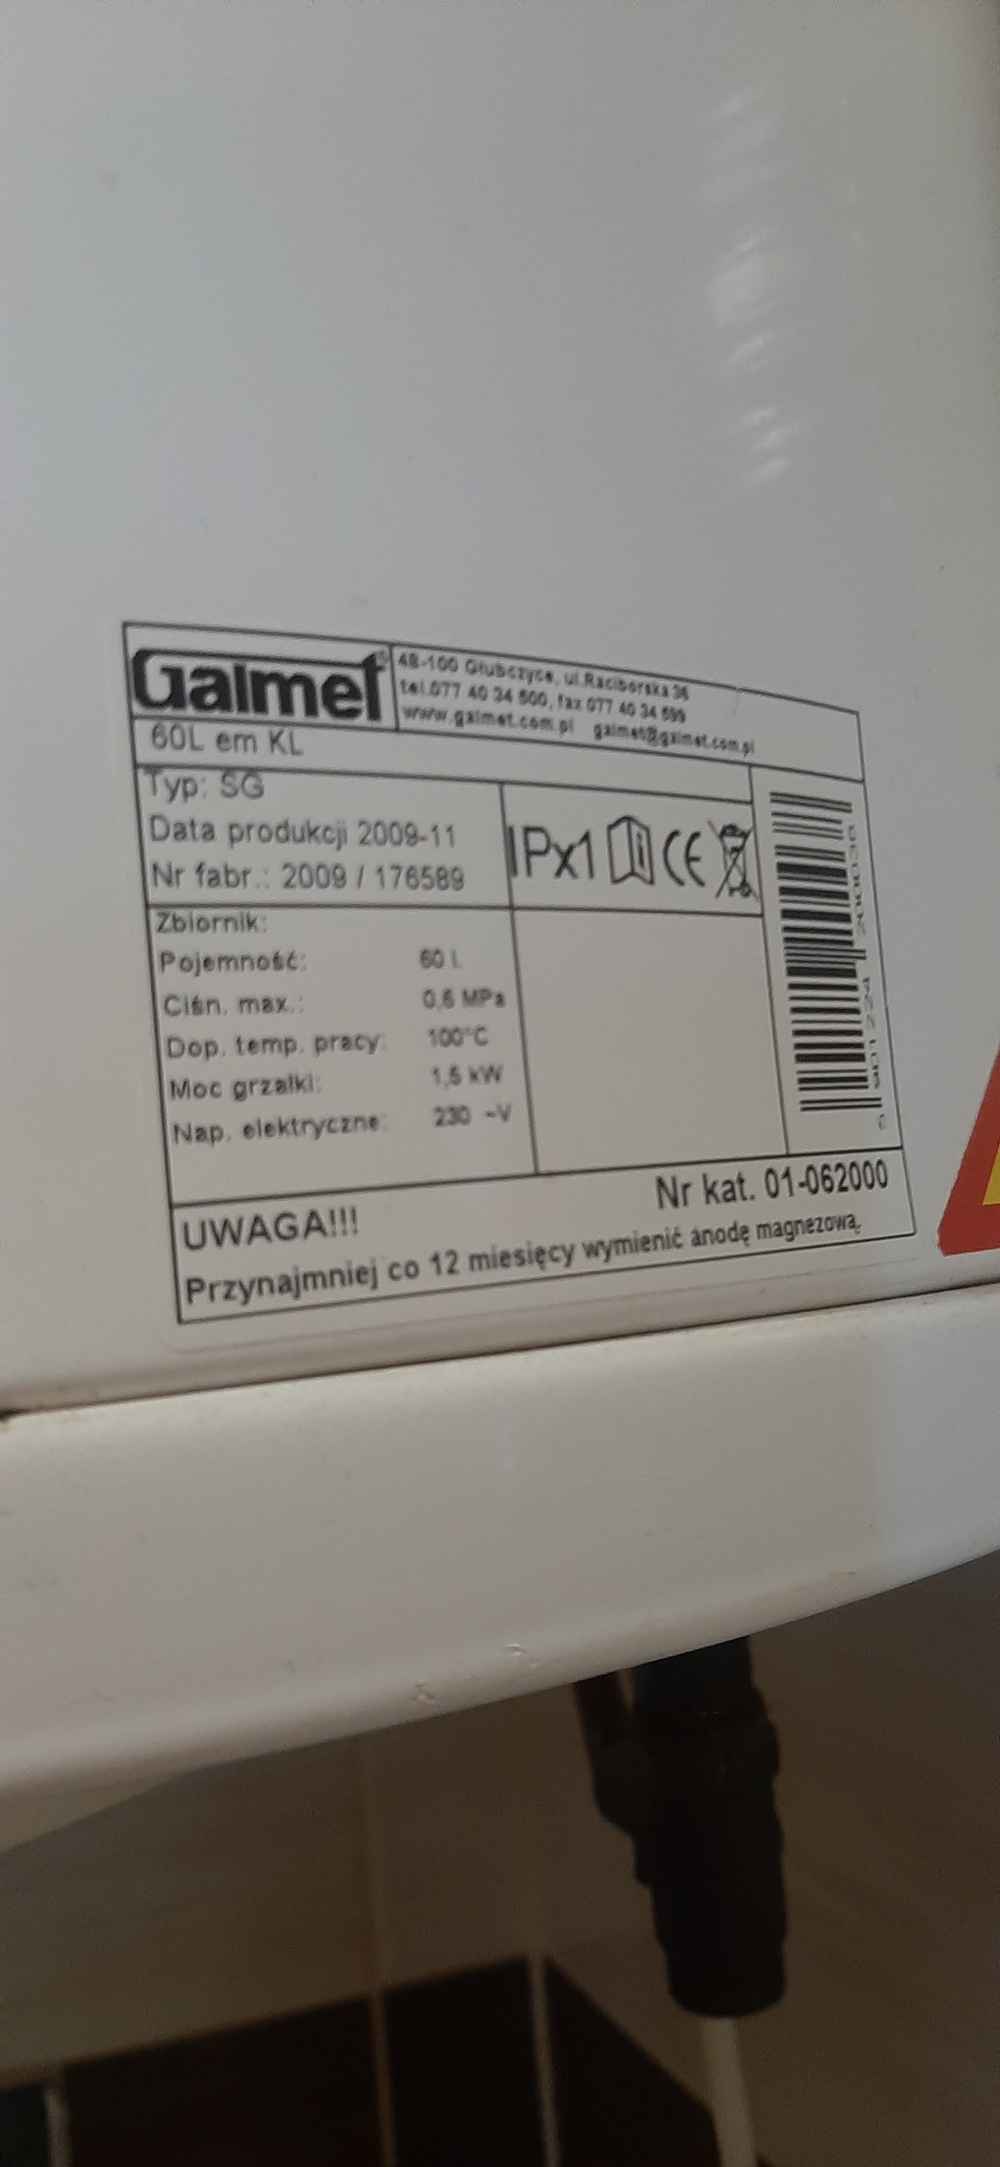 Galmet
48-100 Głubczyce, ul.Raciborska 36
tel.077 40 34 500, fax 077 40 34 599
www.galmet.com.pl galmet@galmet.com.pl
60L em KL
Typ: SG
Data produkcji 2009-11
Nr fabr.: 2009 / 176589
IPx1 CE
Zbiornik:
Pojemność: 60 L
Ciśn. max.: 0,6 MPa
Dop. temp. pracy: 100°C
Moc grzałki: 1,5 kW
Nap. elektryczne: 230 ~V
Nr kat. 01-062000
UWAGA!!!
Przynajmniej co 12 miesięcy wymienić anodę magnezową.